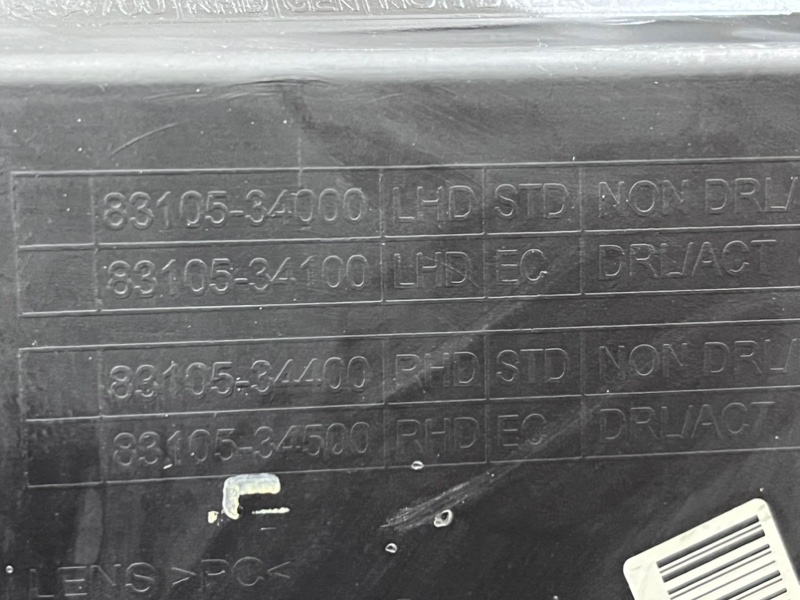 83105-34000 LHD STD NON DRL/
83105-34100 LHD EC DRL/ACT
83105-34400 RHD STD NON DRL/
83105-34500 RHD EC DRL/ACT
LENS >PC<